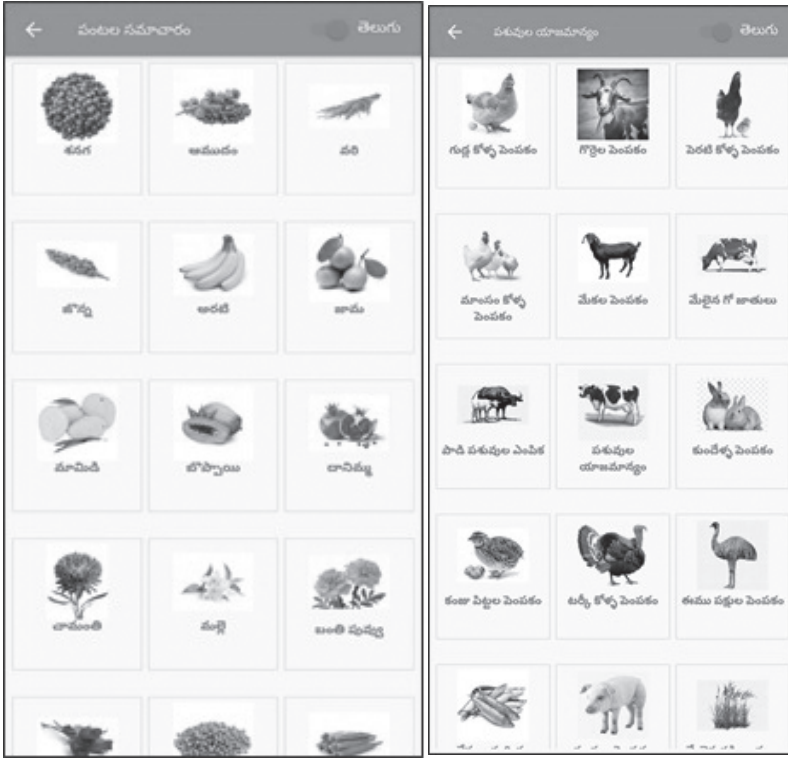 పంటల సమాచారం
తెలుగు
శనగ
ఆముదం
వరి
జొన్న
అరటి
జామ
మామిడి
బొప్పాయి
దానిమ్మ
చామంతి
మల్లె
బంతి పువ్వు
పశువుల యాజమాన్యం
తెలుగు
గుడ్ల కోళ్ళ పెంపకం
గొర్రెల పెంపకం
పెరటి కోళ్ళ పెంపకం
మాంసం కోళ్ళ
పెంపకం
మేకల పెంపకం
మేలైన గో జాతులు
పాడి పశువుల ఎంపిక
పశువుల
యాజమాన్యం
కుందేళ్ళ పెంపకం
కంజు పిట్టల పెంపకం
టర్కీ కోళ్ళ పెంపకం
ఈము పక్షుల పెంపకం